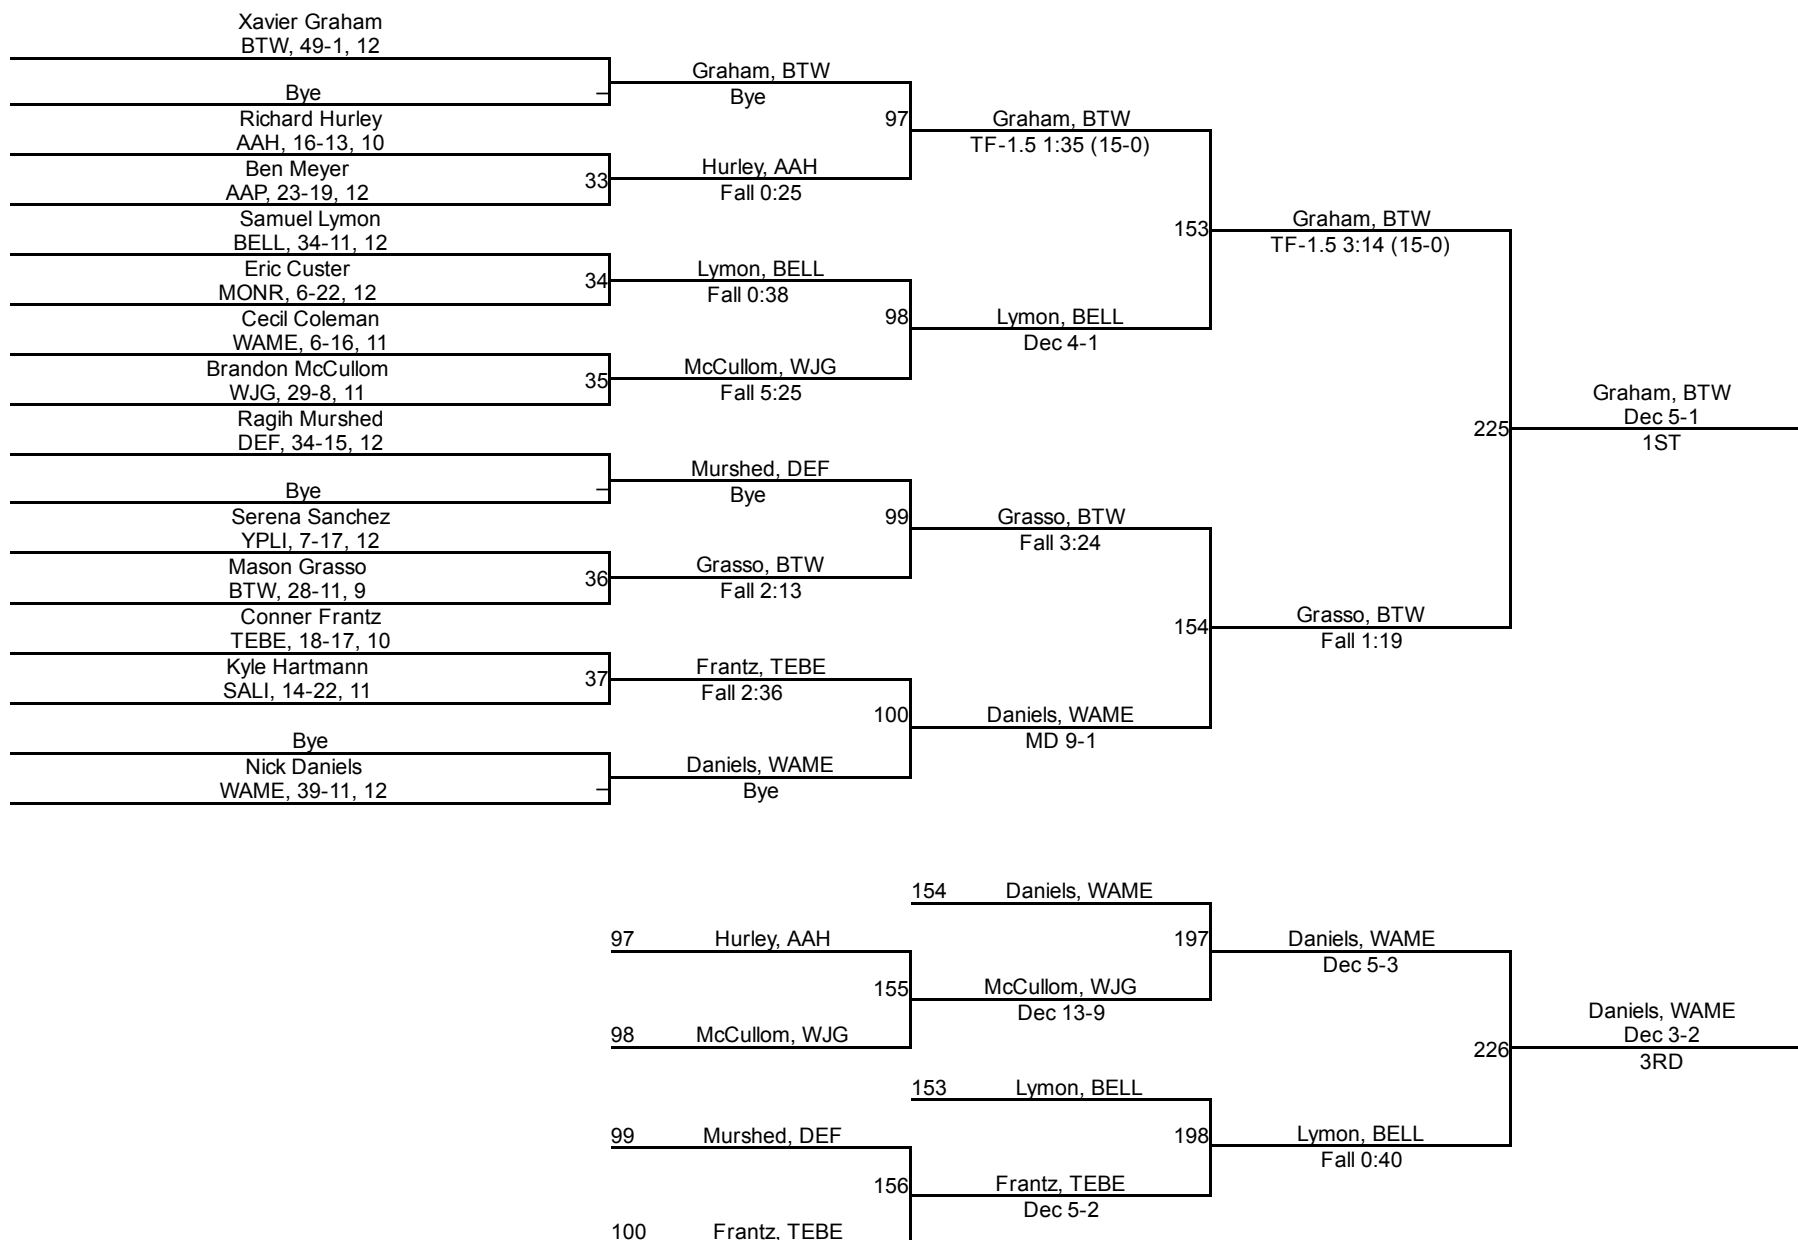 Xavier Graham
BTW, 49-1, 12
Bye
Richard Hurley
AAH, 16-13, 10
Ben Meyer
AAP, 23-19, 12
Samuel Lymon
BELL, 34-11, 12
Eric Custer
MONR, 6-22, 12
Cecil Coleman
WAME, 6-16, 11
Brandon McCullom
WJG, 29-8, 11
Ragih Murshed
DEF, 34-15, 12
Bye
Serena Sanchez
YPLI, 7-17, 12
Mason Grasso
BTW, 28-11, 9
Conner Frantz
TEBE, 18-17, 10
Kyle Hartmann
SALI, 14-22, 11
Bye
Nick Daniels
WAME, 39-11, 12
–
33
34
35
–
36
37
–
Graham, BTW
Bye
Hurley, AAH
Fall 0:25
Lymon, BELL
Fall 0:38
McCullom, WJG
Fall 5:25
Murshed, DEF
Bye
Grasso, BTW
Fall 2:13
Frantz, TEBE
Fall 2:36
Daniels, WAME
Bye
97
98
99
100
Graham, BTW
TF-1.5 1:35 (15-0)
Lymon, BELL
Dec 4-1
Grasso, BTW
Fall 3:24
Daniels, WAME
MD 9-1
153
154
Graham, BTW
TF-1.5 3:14 (15-0)
Grasso, BTW
Fall 1:19
225
Graham, BTW
Dec 5-1
1ST
97 Hurley, AAH
98 McCullom, WJG
99 Murshed, DEF
100 Frantz, TEBE
155
156
154 Daniels, WAME
McCullom, WJG
Dec 13-9
153 Lymon, BELL
Frantz, TEBE
Dec 5-2
197
198
Daniels, WAME
Dec 5-3
Lymon, BELL
Fall 0:40
226
Daniels, WAME
Dec 3-2
3RD